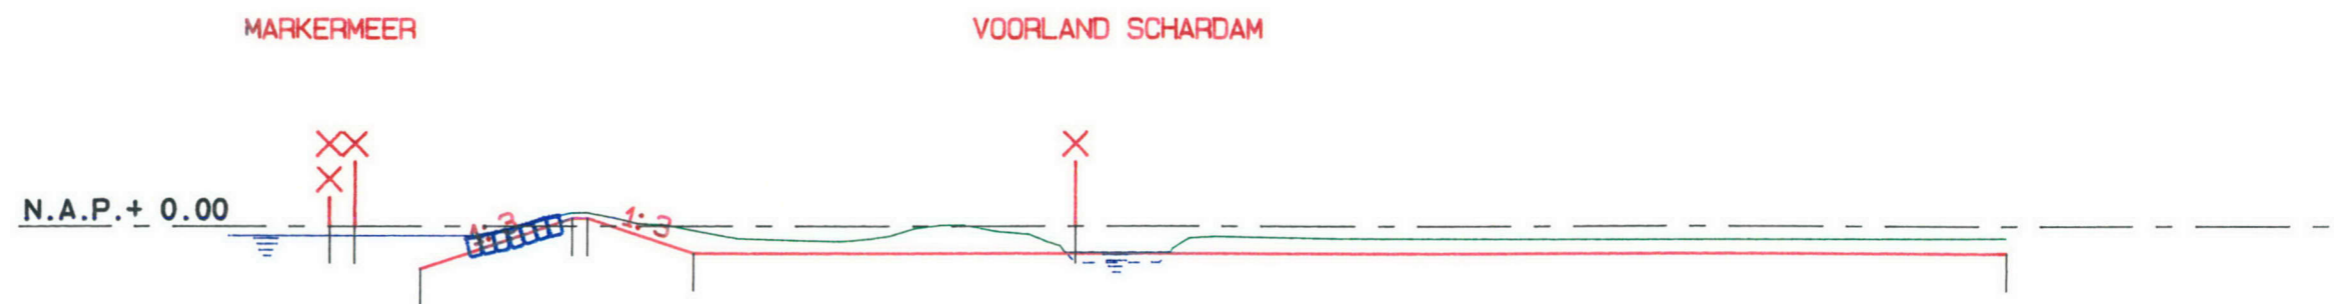 MARKERMEER VOORLAND SCHARDAM
N.A.P.+ 0.00
1:3 1:3